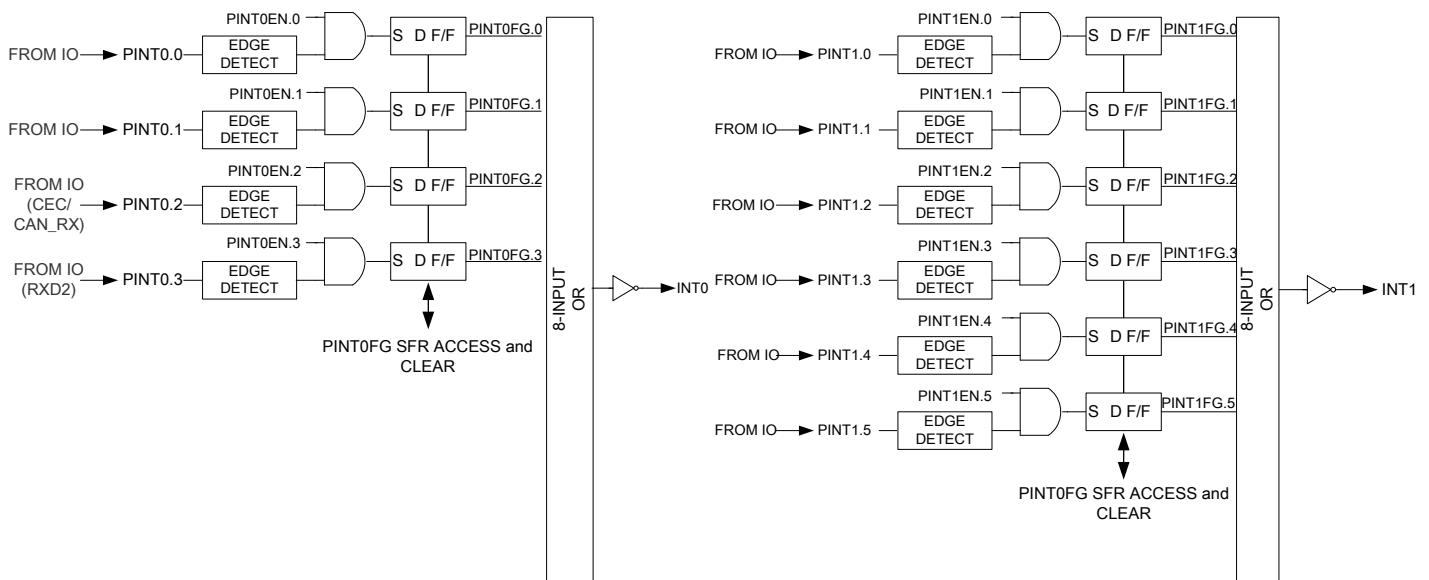 PINT0EN.0
FROM IO
PINT0.0
EDGE
DETECT
S D F/F
PINT0FG.0
PINT0EN.1
FROM IO
PINT0.1
EDGE
DETECT
S D F/F
PINT0FG.1
PINT0EN.2
FROM IO
(CEC/
CAN_RX)
PINT0.2
EDGE
DETECT
S D F/F
PINT0FG.2
PINT0EN.3
FROM IO
(RXD2)
PINT0.3
EDGE
DETECT
S D F/F
PINT0FG.3
PINT0FG SFR ACCESS and
CLEAR
8-INPUT
OR
INT0
PINT1EN.0
FROM IO
PINT1.0
EDGE
DETECT
S D F/F
PINT1FG.0
PINT1EN.1
FROM IO
PINT1.1
EDGE
DETECT
S D F/F
PINT1FG.1
PINT1EN.2
FROM IO
PINT1.2
EDGE
DETECT
S D F/F
PINT1FG.2
PINT1EN.3
FROM IO
PINT1.3
EDGE
DETECT
S D F/F
PINT1FG.3
PINT1EN.4
FROM IO
PINT1.4
EDGE
DETECT
S D F/F
PINT1FG.4
PINT1EN.5
FROM IO
PINT1.5
EDGE
DETECT
S D F/F
PINT1FG.5
PINT0FG SFR ACCESS and
CLEAR
8-INPUT
OR
INT1